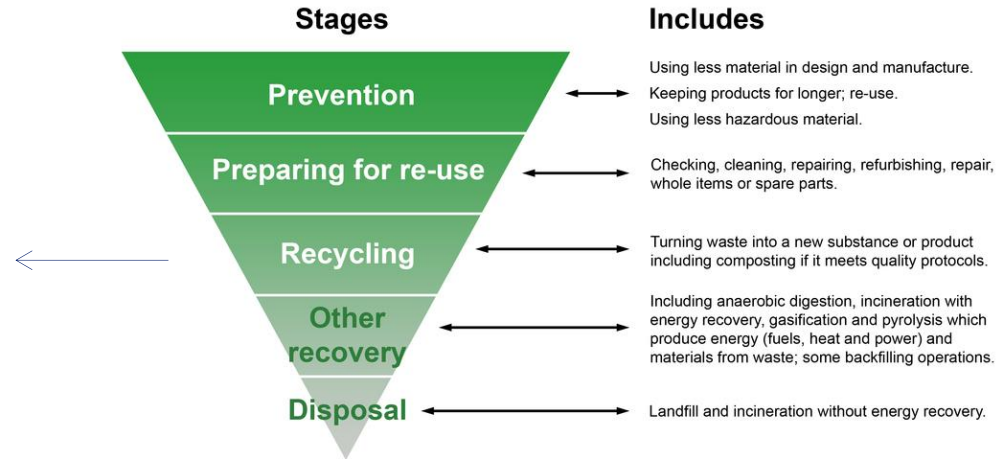 Stages
Includes
Prevention
Using less material in design and manufacture.
Keeping products for longer; re-use.
Using less hazardous material.
Preparing for re-use
Checking, cleaning, repairing, refurbishing, repair,
whole items or spare parts.
Recycling
Turning waste into a new substance or product
including composting if it meets quality protocols.
Other
recovery
Including anaerobic digestion, incineration with
energy recovery, gasification and pyrolysis which
produce energy (fuels, heat and power) and
materials from waste; some backfilling operations.
Disposal
Landfill and incineration without energy recovery.